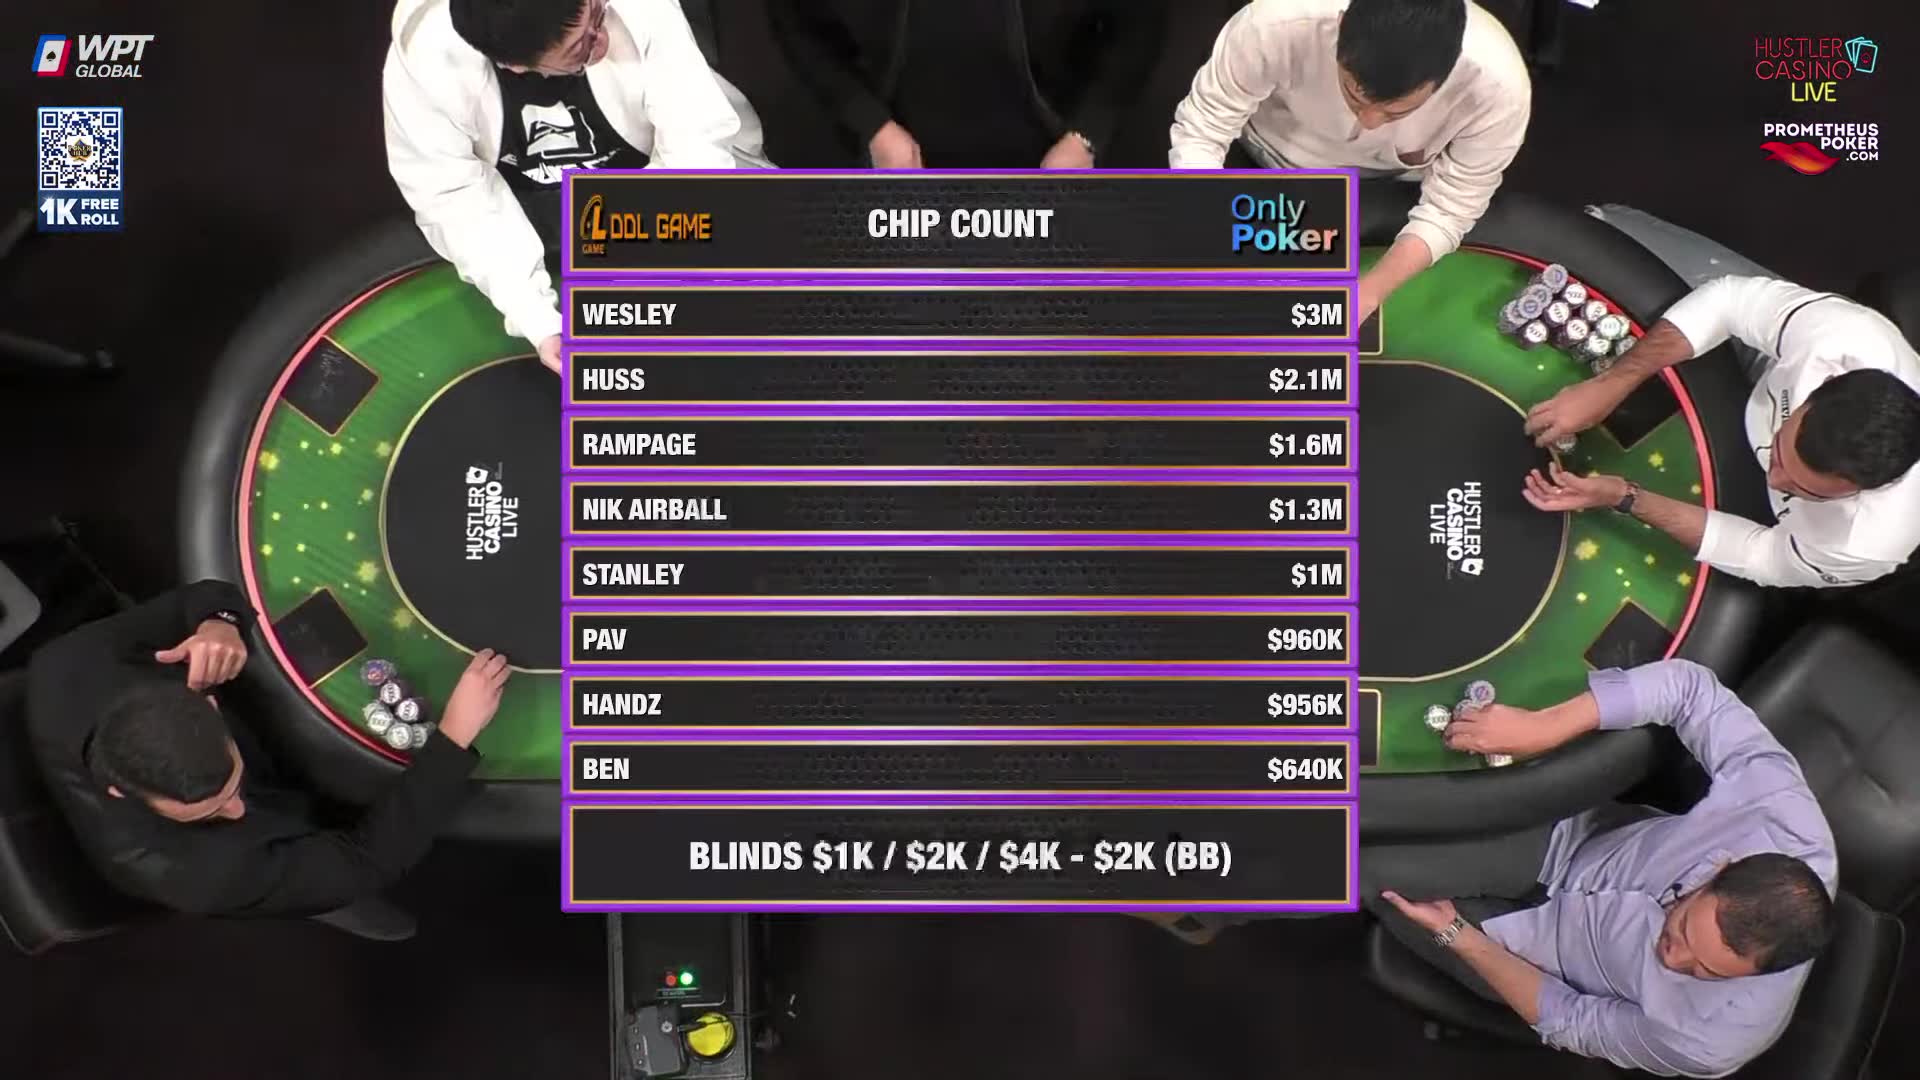 WPT
GLOBAL
1K FREE
ROLL
HUSTLER
CASINO
LIVE
PROMETHEUS
POKER
.COM
L DDL GAME
GAME
CHIP COUNT
Only
Poker
WESLEY $3M
HUSS $2.1M
RAMPAGE $1.6M
NIK AIRBALL $1.3M
STANLEY $1M
PAV $960K
HANDZ $956K
BEN $640K
BLINDS $1K / $2K / $4K - $2K (BB)
HUSTLER
CASINO
LIVE
HUSTLER
CASINO
LIVE